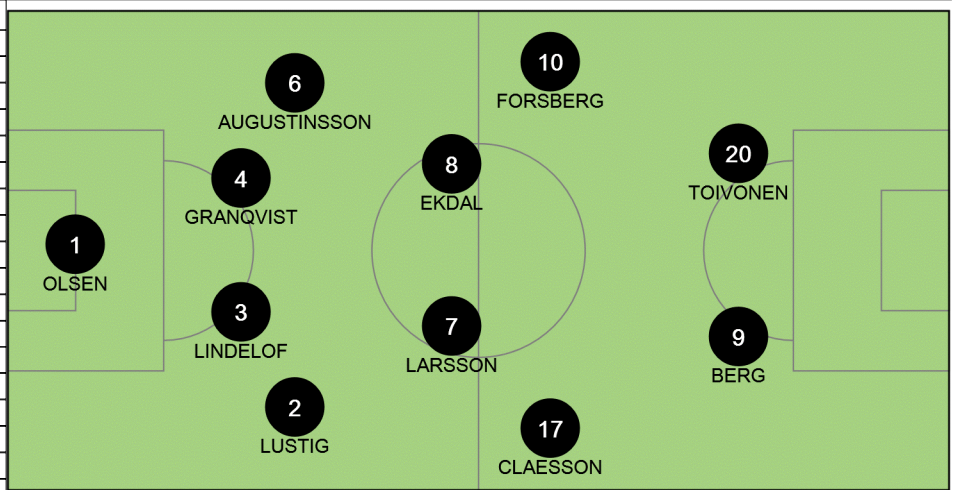 10
FORSBERG
6
AUGUSTINSSON
20
TOIVONEN
8
EKDAL
4
GRANQVIST
1
OLSEN
3
LINDELOF
7
LARSSON
9
BERG
2
LUSTIG
17
CLAESSON